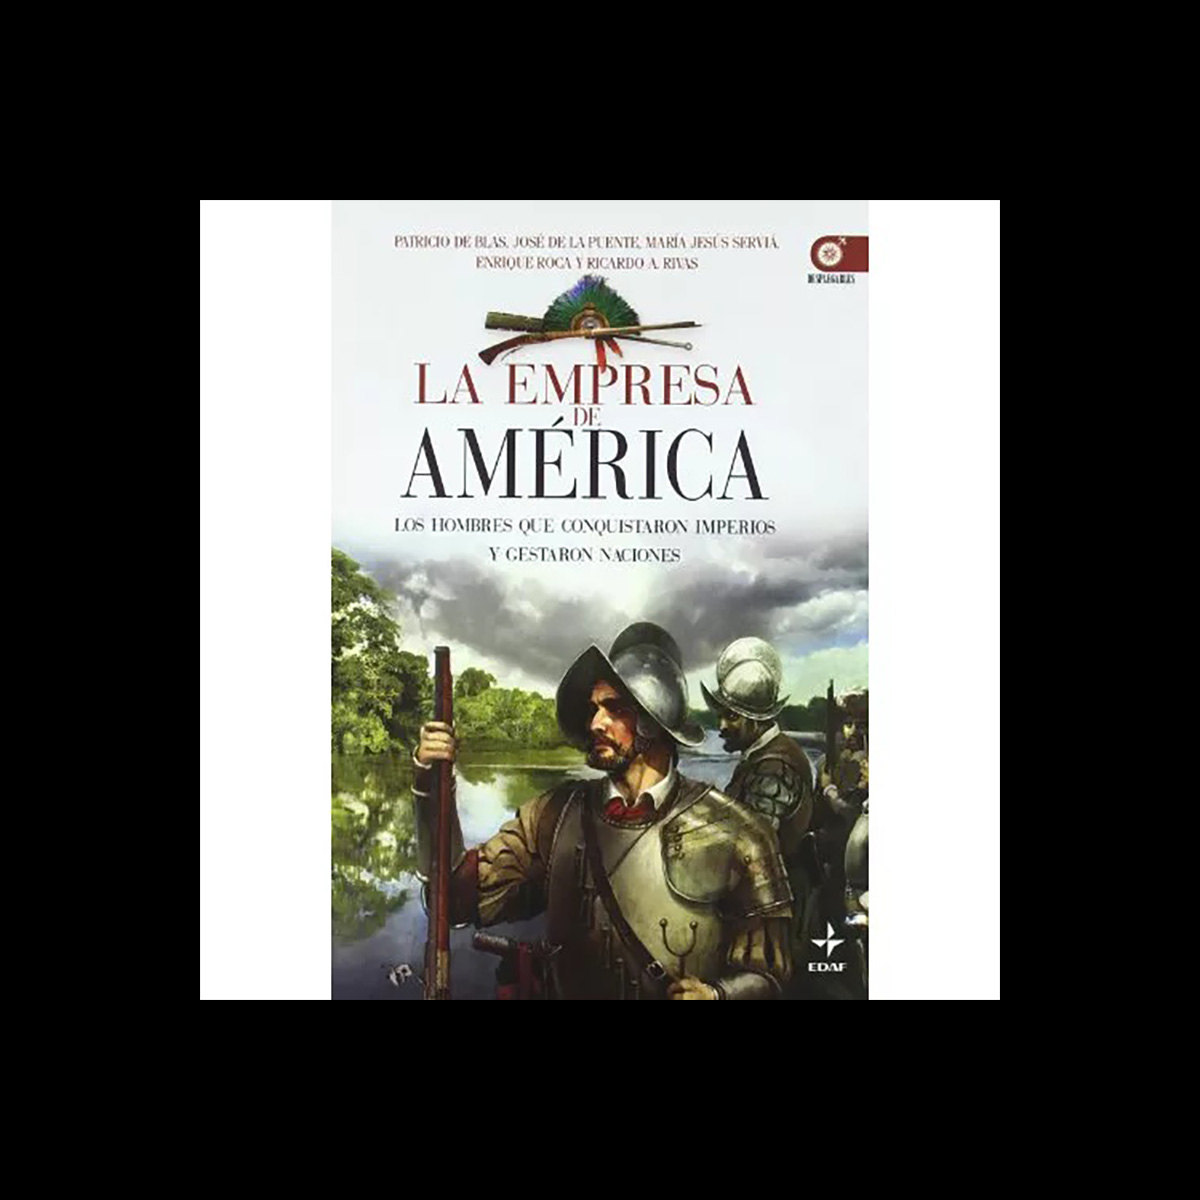 PATRICIO DE BLAS, JOSÉ DE LA PUENTE, MARÍA JESÚS SERVIÁ,
ENRIQUE ROCA Y RICARDO A. RIVAS
DESPLEGABLES
LA EMPRESA
DE
AMÉRICA
LOS HOMBRES QUE CONQUISTARON IMPERIOS
Y GESTARON NACIONES
EDAF